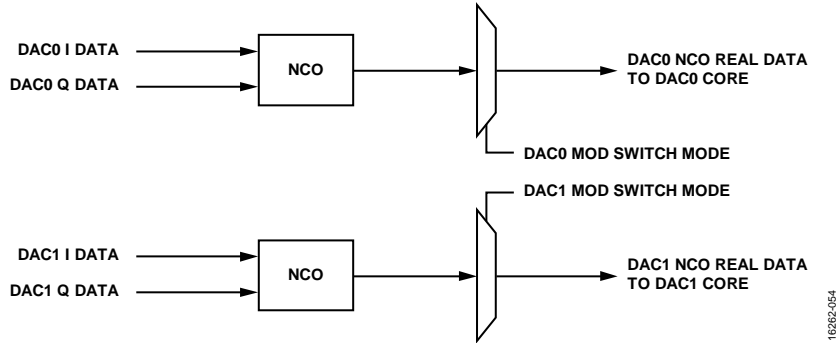 DAC0 I DATA
DAC0 Q DATA
NCO
DAC0 NCO REAL DATA
TO DAC0 CORE
DAC0 MOD SWITCH MODE
DAC1 MOD SWITCH MODE
DAC1 I DATA
DAC1 Q DATA
NCO
DAC1 NCO REAL DATA
TO DAC1 CORE
16262-054